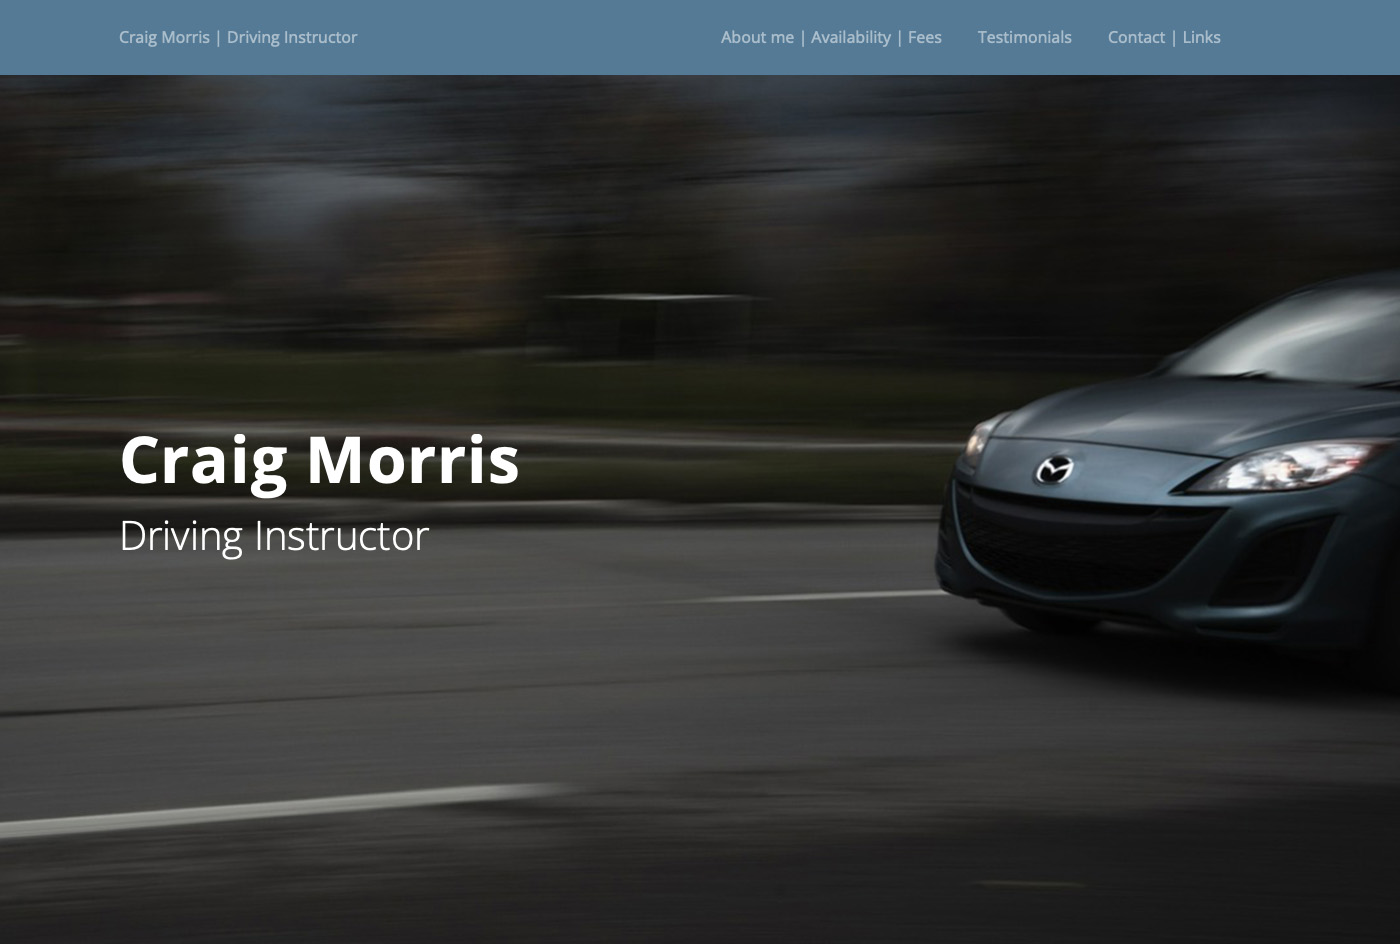 Craig Morris | Driving Instructor
About me | Availability | Fees Testimonials Contact | Links
Craig Morris
Driving Instructor